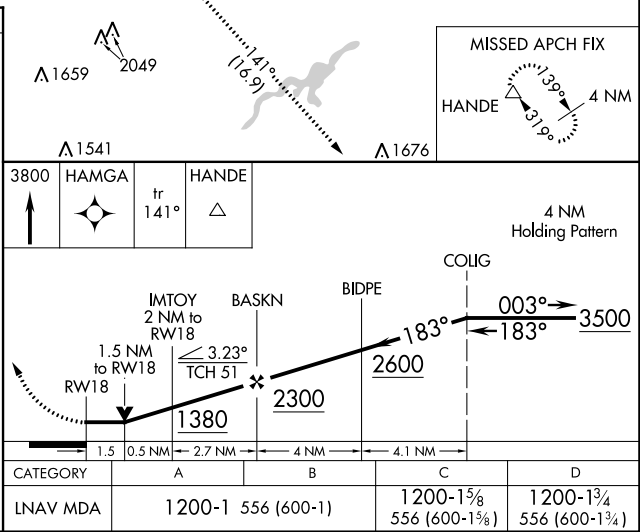 2049
1659
1541
141°
(16.9)
1676
MISSED APCH FIX
HANDE
139°
319°
4 NM
3800
HAMGA
tr
141°
HANDE
4 NM
Holding Pattern
COLIG
BIDPE
BASKN
IMTOY
2 NM to
RW18
1.5 NM
to RW18
RW18
3.23°
TCH 51
183°
003°
183°
3500
2600
2300
1380
1.5 0.5 NM 2.7 NM 4 NM 4.1 NM
CATEGORY A B C D
LNAV MDA 1200-1 556 (600-1) 1200-1⅝ 556 (600-1⅝) 1200-1¾ 556 (600-1¾)